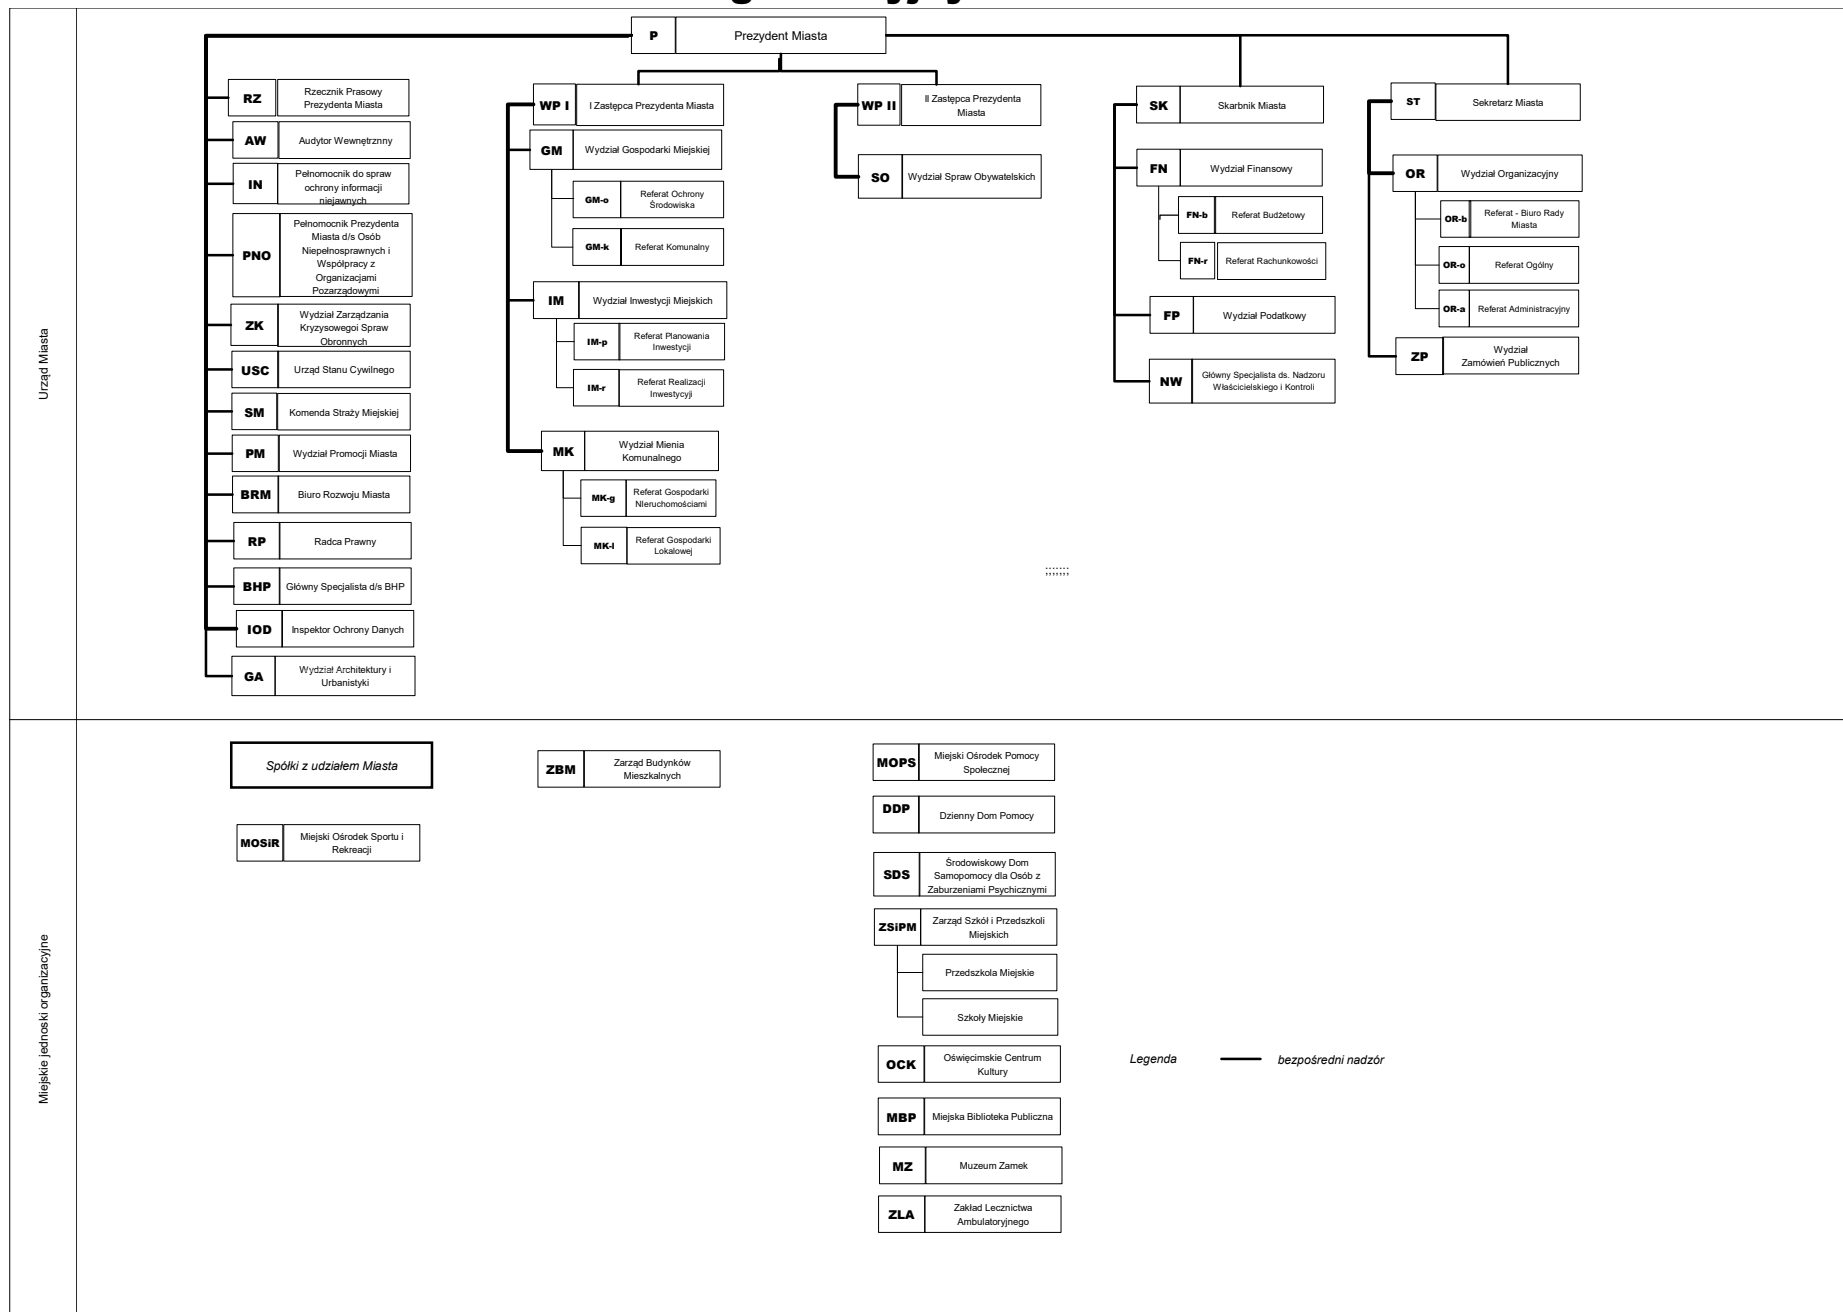 P
Prezydent Miasta
Urząd Miasta
RZ
Rzecznik Prasowy
Prezydenta Miasta
AW
Audytor Wewnętrznny
IN
Pełnomocnik do spraw
ochrony informacji
niejawnych
PNO
Pełnomocnik Prezydenta
Miasta d/s Osób
Niepełnosprawnych i
Współpracy z
Organizacjami
Pozarządowymi
ZK
Wydział Zarządzania
Kryzysowegoi Spraw
Obronnych
USC
Urząd Stanu Cywilnego
SM
Komenda Straży Miejskiej
PM
Wydział Promocji Miasta
BRM
Biuro Rozwoju Miasta
RP
Radca Prawny
BHP
Główny Specjalista d/s BHP
IOD
Inspektor Ochrony Danych
GA
Wydział Architektury i
Urbanistyki
WP I
I Zastępca Prezydenta Miasta
GM
Wydział Gospodarki Miejskiej
GM-o
Referat Ochrony
Środowiska
GM-k
Referat Komunalny
IM
Wydział Inwestycji Miejskich
IM-p
Referat Planowania
Inwestycji
IM-r
Referat Realizacji
Inwestycyji
MK
Wydział Mienia
Komunalnego
MK-g
Referat Gospodarki
NIeruchomościami
MK-l
Referat Gospodarki
Lokalowej
WP II
II Zastępca Prezydenta
Miasta
SO
Wydział Spraw Obywatelskich
SK
Skarbnik Miasta
FN
Wydział Finansowy
FN-b
Referat Budżetowy
FN-r
Referat Rachunkowości
FP
Wydział Podatkowy
NW
Główny Specjalista ds. Nadzoru
Właścicielskiego i Kontroli
ST
Sekretarz Miasta
OR
Wydział Organizacyjny
OR-b
Referat - Biuro Rady
Miasta
OR-o
Referat Ogólny
OR-a
Referat Administracyjny
ZP
Wydział
Zamówień Publicznych
;;;;;;;
Miejskie jednoski organizacyjne
Spółki z udziałem Miasta
MOSiR
Miejski Ośrodek Sportu i
Rekreacji
ZBM
Zarząd Budynków
Mieszkalnych
MOPS
Miejski Ośrodek Pomocy
Społecznej
DDP
Dzienny Dom Pomocy
SDS
Środowiskowy Dom
Samopomocy dla Osób z
Zaburzeniami Psychicznymi
ZSiPM
Zarząd Szkół i Przedszkoli
Miejskich
Przedszkola Miejskie
Szkoły Miejskie
OCK
Oświęcimskie Centrum
Kultury
MBP
Miejska Biblioteka Publiczna
MZ
Muzeum Zamek
ZLA
Zakład Lecznictwa
Ambulatoryjnego
Legenda
bezpośredni nadzór